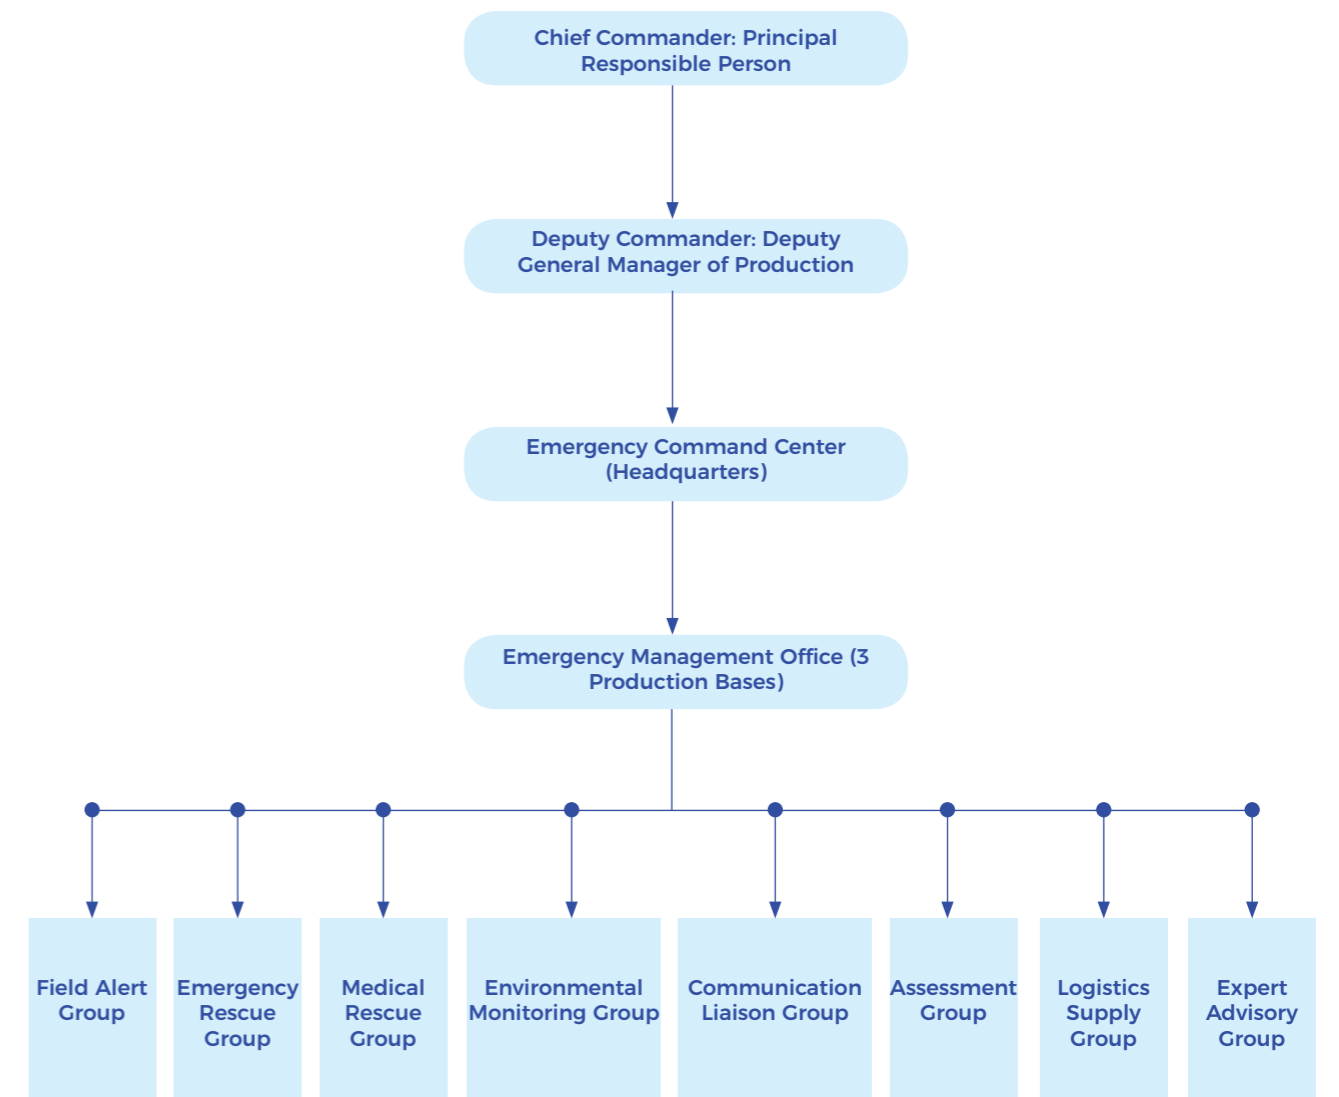 Chief Commander: Principal
Responsible Person
Deputy Commander: Deputy
General Manager of Production
Emergency Command Center
(Headquarters)
Emergency Management Office (3
Production Bases)
Field Alert
Group
Emergency
Rescue
Group
Medical
Rescue
Group
Environmental
Monitoring Group
Communication
Liaison Group
Assessment
Group
Logistics
Supply
Group
Expert
Advisory
Group